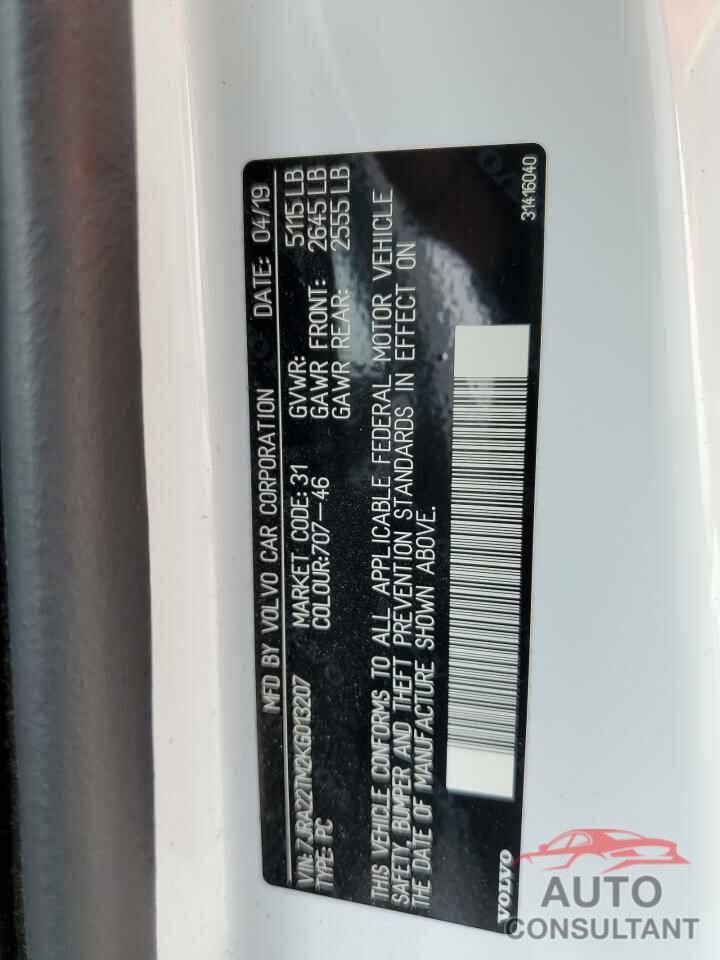 MFD BY VOLVO CAR CORPORATION DATE: 04/19
VIN: 7JRA22TM2KG013207
TYPE: PC
MARKET CODE: 31
COLOUR:707-46
GVWR: 5115 LB
GAWR FRONT: 2645 LB
GAWR REAR: 2555 LB
THIS VEHICLE CONFORMS TO ALL APPLICABLE FEDERAL MOTOR VEHICLE
SAFETY, BUMPER AND THEFT PREVENTION STANDARDS IN EFFECT ON
THE DATE OF MANUFACTURE SHOWN ABOVE.
VOLVO
31416040
AUTO
CONSULTANT